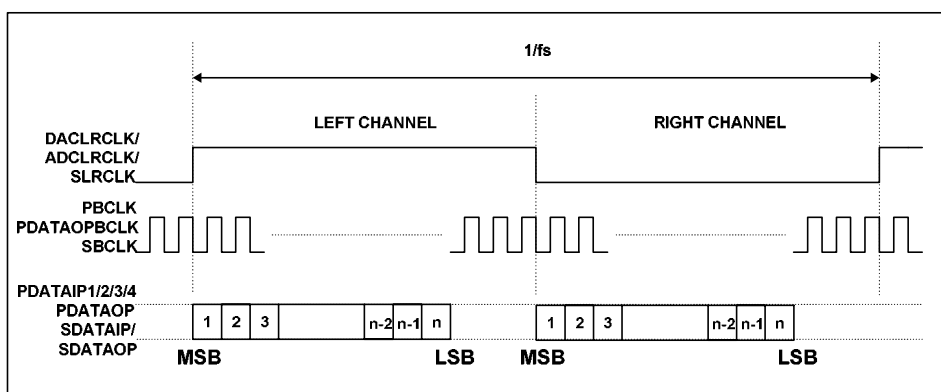 1/fs
LEFT CHANNEL
RIGHT CHANNEL
DACLRCLK/
ADCLRCLK/
SLRCLK
PBCLK
PDATAOPBCLK
SBCLK
PDATAIP1/2/3/4
PDATAOP
SDATAIP/
SDATAOP
1 2 3 n-2 n-1 n
1 2 3 n-2 n-1 n
MSB LSB MSB LSB